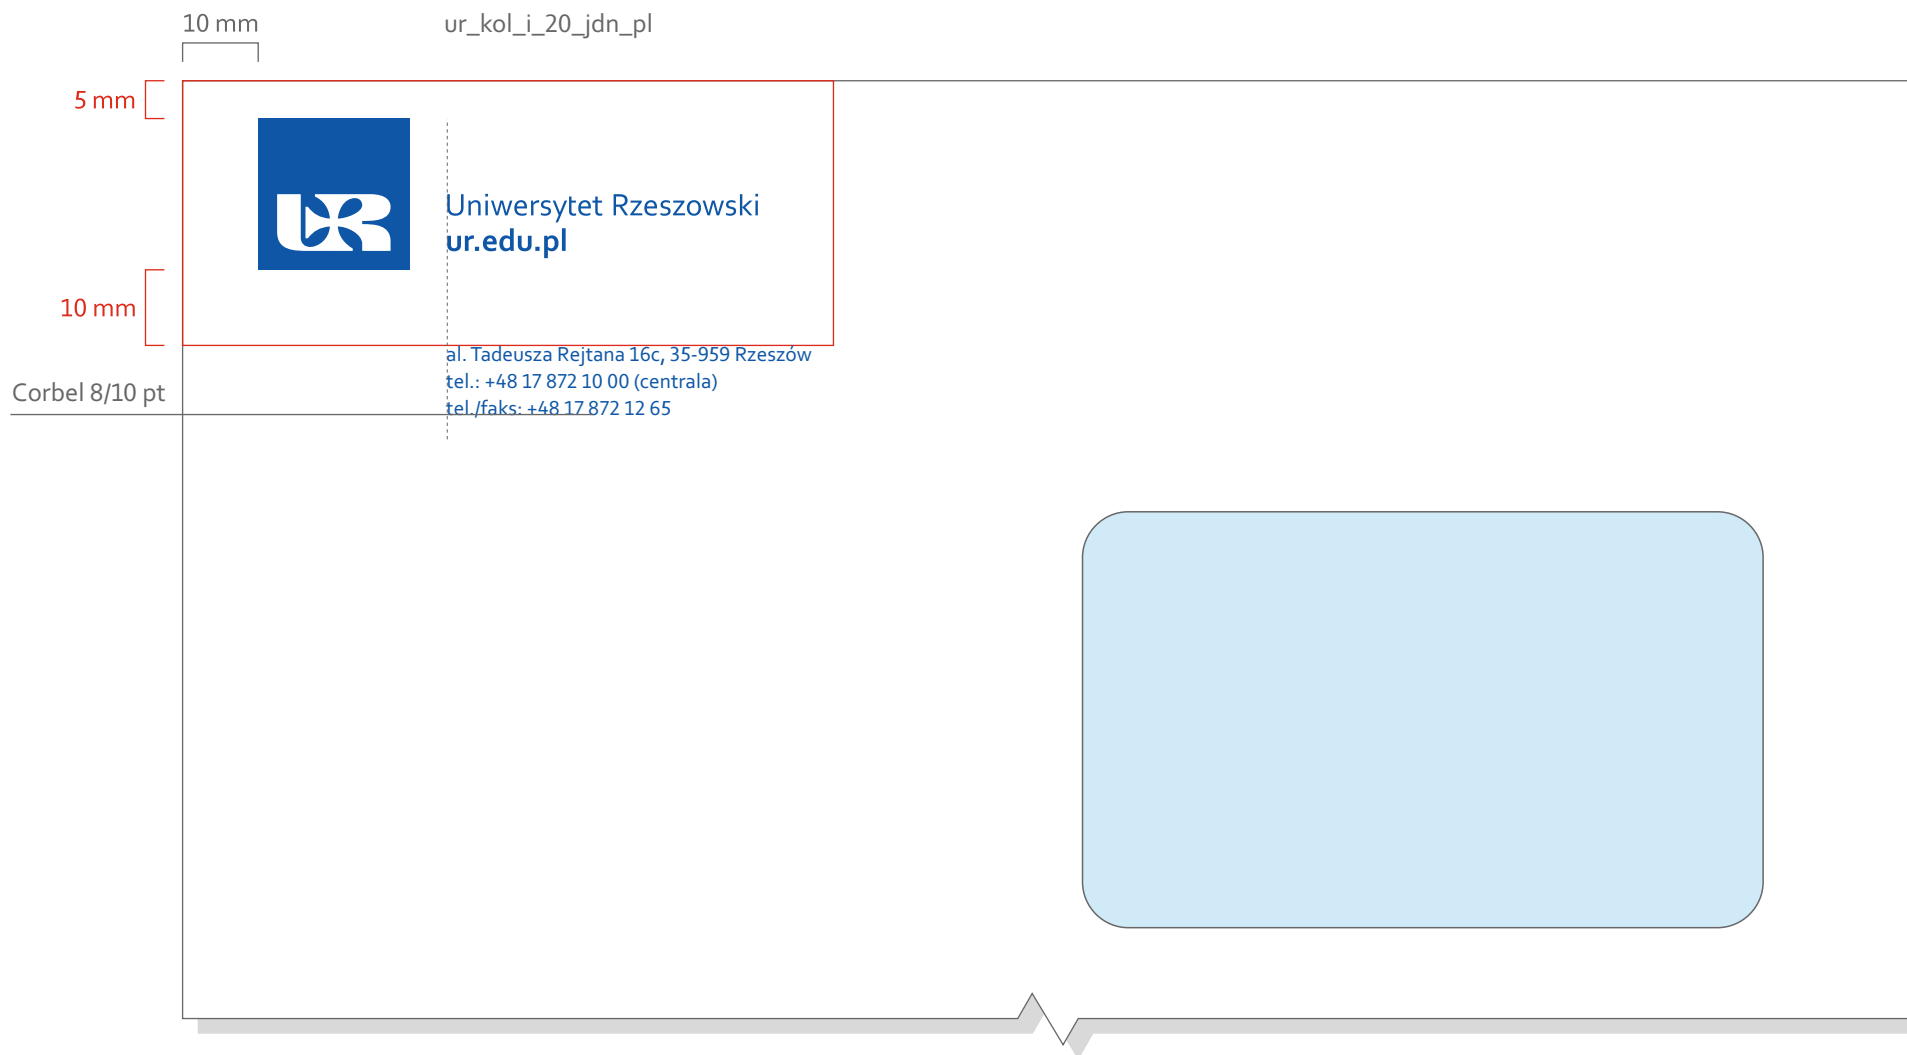 10 mm
ur_kol_i_20_jdn_pl
5 mm
UR
Uniwersytet Rzeszowski
ur.edu.pl
10 mm
al. Tadeusza Rejtana 16c, 35-959 Rzeszów
tel.: +48 17 872 10 00 (centrala)
Corbel 8/10 pt
tel./faks: +48 17 872 12 65